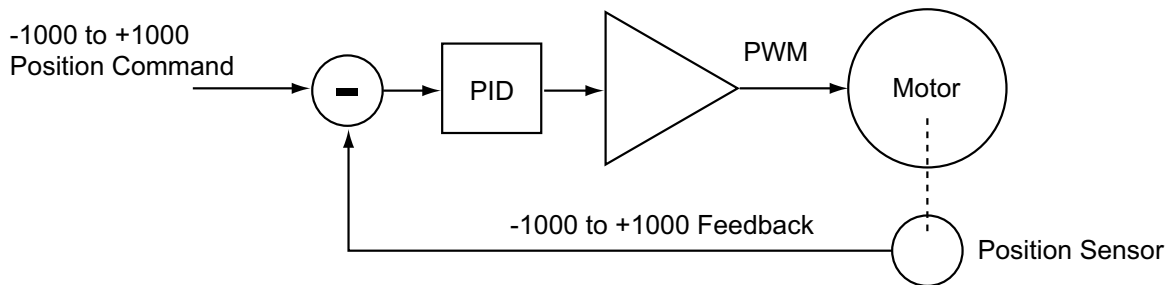 -1000 to +1000
Position Command
-
PID
PWM
Motor
-1000 to +1000 Feedback
Position Sensor